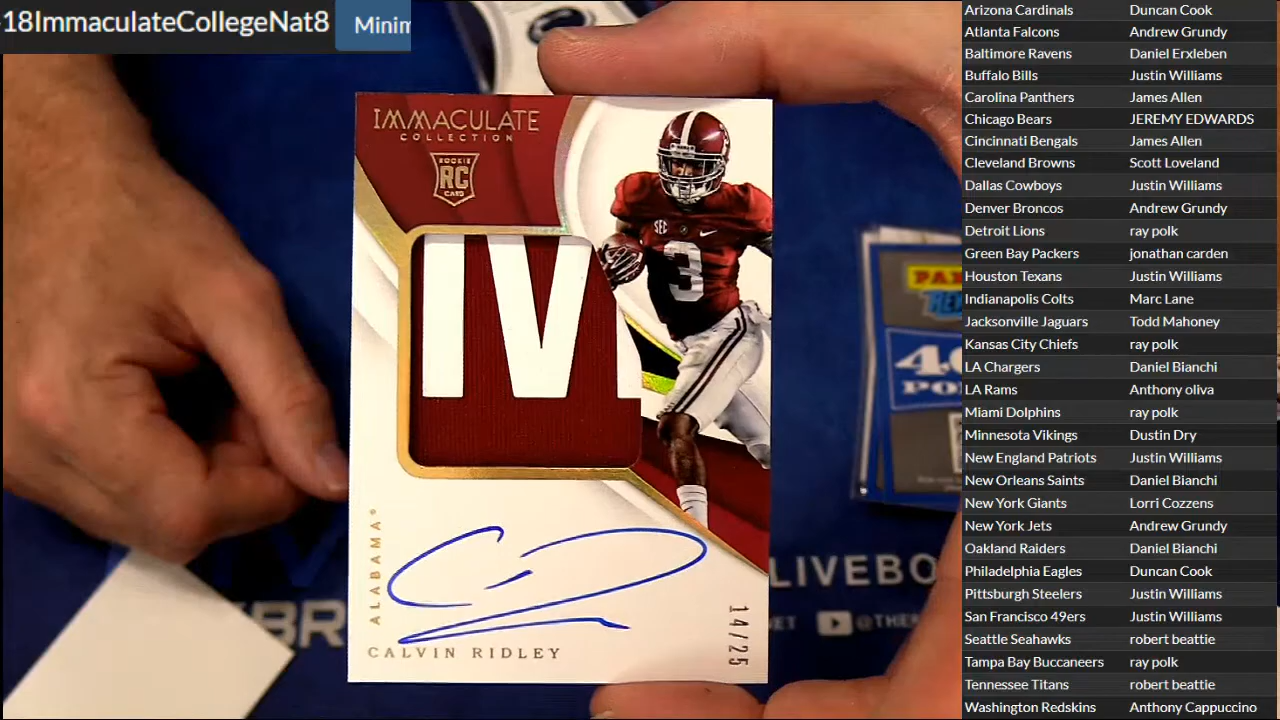 -18ImmaculateCollegeNat8
IMMACULATE
COLLECTION
ROOKIE
RC
CARD
SEC
3
IV
ALABAMA
CALVIN RIDLEY
14/25
LIVEBO
Arizona Cardinals Duncan Cook
Atlanta Falcons Andrew Grundy
Baltimore Ravens Daniel Erxleben
Buffalo Bills Justin Williams
Carolina Panthers James Allen
Chicago Bears JEREMY EDWARDS
Cincinnati Bengals James Allen
Cleveland Browns Scott Loveland
Dallas Cowboys Justin Williams
Denver Broncos Andrew Grundy
Detroit Lions ray polk
Green Bay Packers jonathan carden
Houston Texans Justin Williams
Indianapolis Colts Marc Lane
Jacksonville Jaguars Todd Mahoney
Kansas City Chiefs ray polk
LA Chargers Daniel Bianchi
LA Rams Anthony oliva
Miami Dolphins ray polk
Minnesota Vikings Dustin Dry
New England Patriots Justin Williams
New Orleans Saints Daniel Bianchi
New York Giants Lorri Cozzens
New York Jets Andrew Grundy
Oakland Raiders Daniel Bianchi
Philadelphia Eagles Duncan Cook
Pittsburgh Steelers Justin Williams
San Francisco 49ers Justin Williams
Seattle Seahawks robert beattie
Tampa Bay Buccaneers ray polk
Tennessee Titans robert beattie
Washington Redskins Anthony Cappuccino